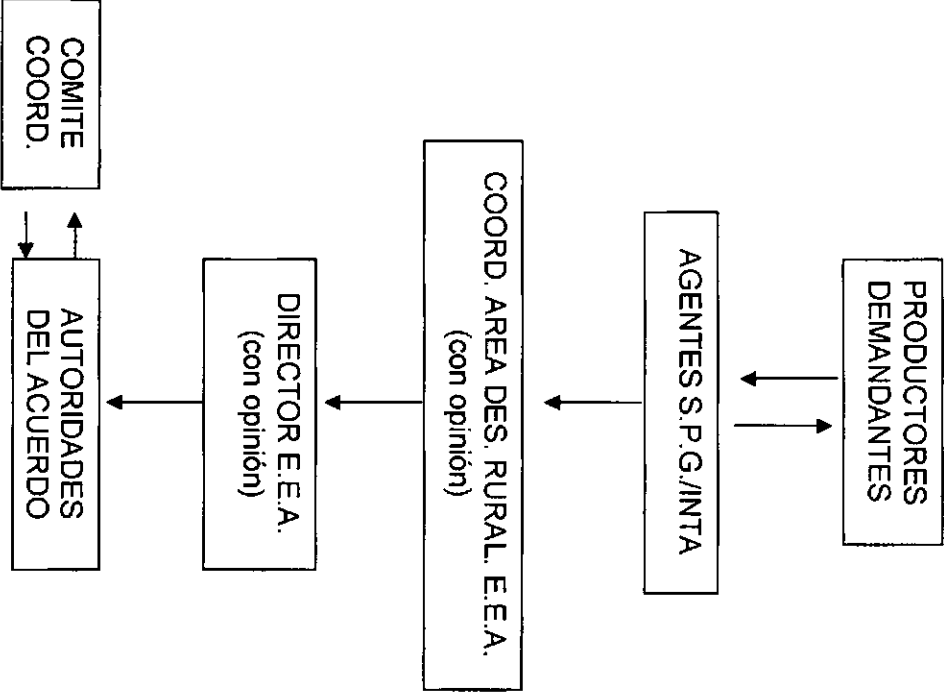 PRODUCTORES
DEMANDANTES
AGENTES S.P.G./INTA
COORD. AREA DES. RURAL. E.E.A.
(con opinión)
DIRECTOR E.E.A.
(con opinión)
AUTORIDADES
DEL ACUERDO
COMITE
COORD.